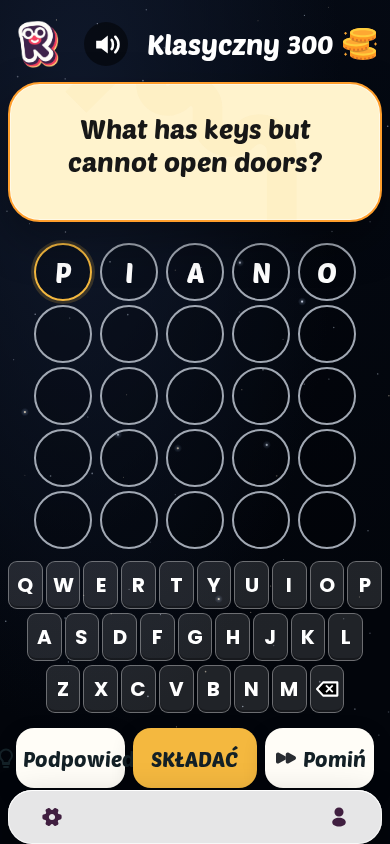 Klasyczny 300
What has keys but
cannot open doors?
P I A N O
Q W E R T Y U I O P
A S D F G H J K L
Z X C V B N M
Podpowied
SKŁADAĆ
Pomiń